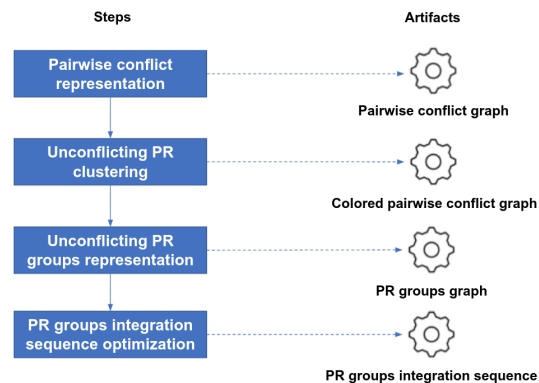 Steps
Artifacts
Pairwise conflict
representation
Pairwise conflict graph
Unconflicting PR
clustering
Colored pairwise conflict graph
Unconflicting PR
groups representation
PR groups graph
PR groups integration
sequence optimization
PR groups integration sequence